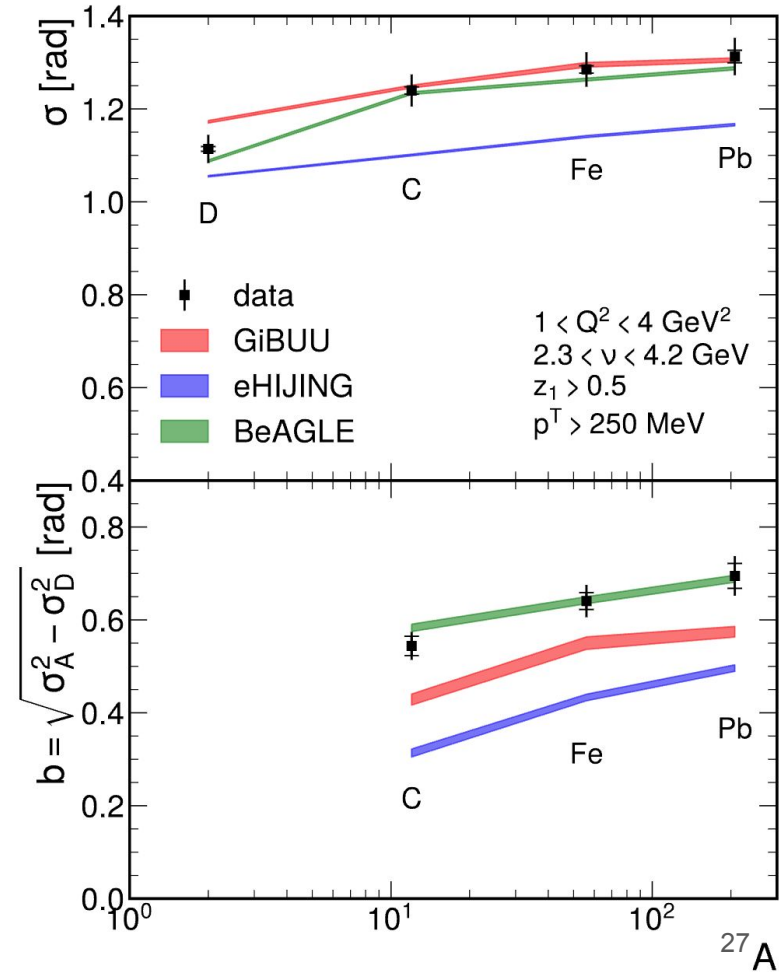 1.4
σ [rad]
1.2
1.0
D
C
Fe
Pb
0.8
data
GiBUU
eHIJING
BeAGLE
1 < Q² < 4 GeV²
2.3 < ν < 4.2 GeV
z₁ > 0.5
pᵀ > 250 MeV
0.6
0.4
b = √σ²_A − σ²_D [rad]
0.8
0.6
0.4
0.2
0.0
C
Fe
Pb
10⁰
10¹
10²
27
A